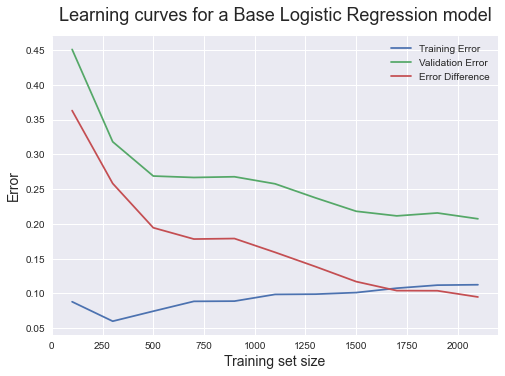 Learning curves for a Base Logistic Regression model
Training Error
Validation Error
Error Difference
0.45
0.40
0.35
0.30
0.25
0.20
0.15
0.10
0.05
Error
0 250 500 750 1000 1250 1500 1750 2000
Training set size